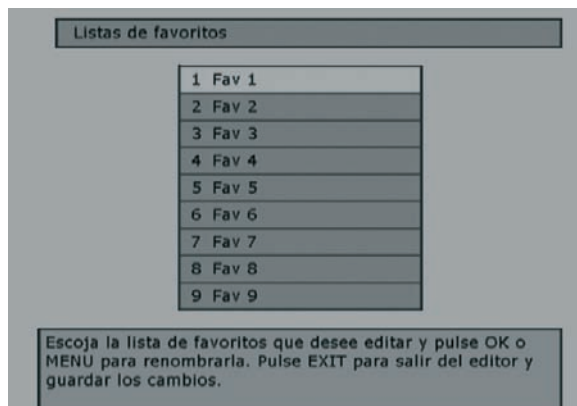 Listas de favoritos
1 Fav 1
2 Fav 2
3 Fav 3
4 Fav 4
5 Fav 5
6 Fav 6
7 Fav 7
8 Fav 8
9 Fav 9
Escoja la lista de favoritos que desee editar y pulse OK o
MENU para renombrarla. Pulse EXIT para salir del editor y
guardar los cambios.